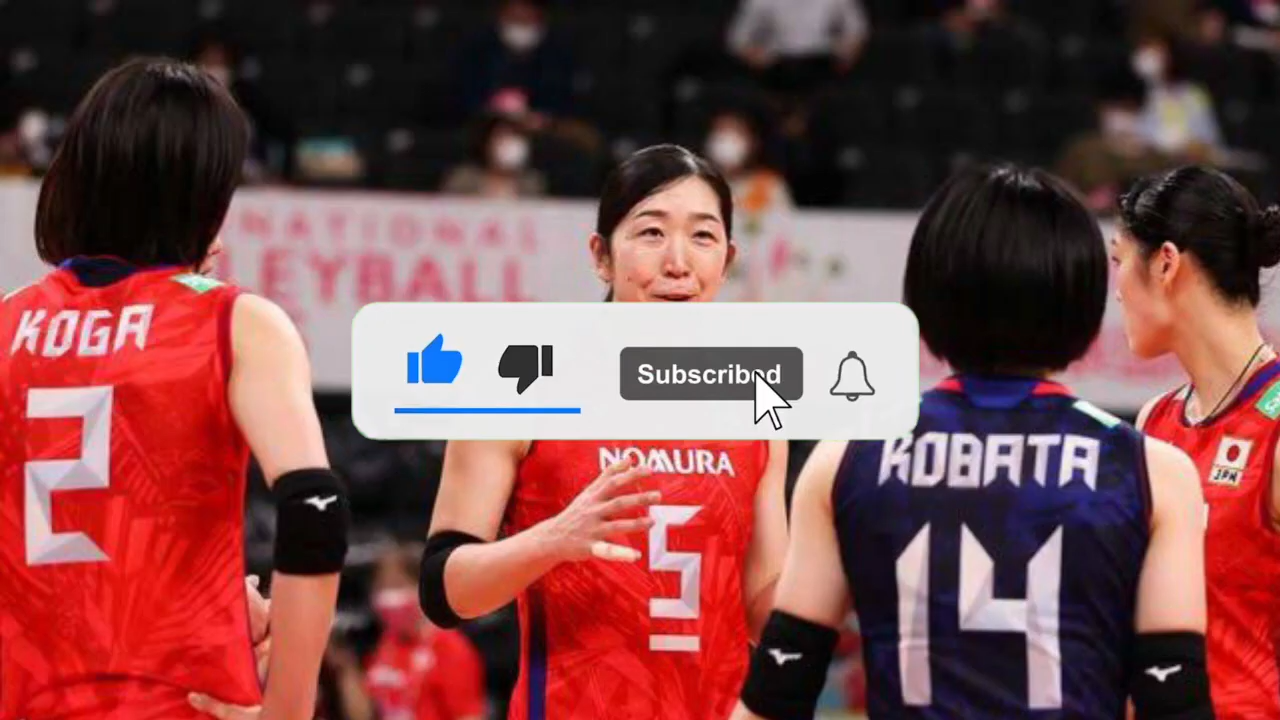 NATIONAL
LEYBALL
KOGA
2
Subscribed
NOMURA
5
KOBATA
14
JPN